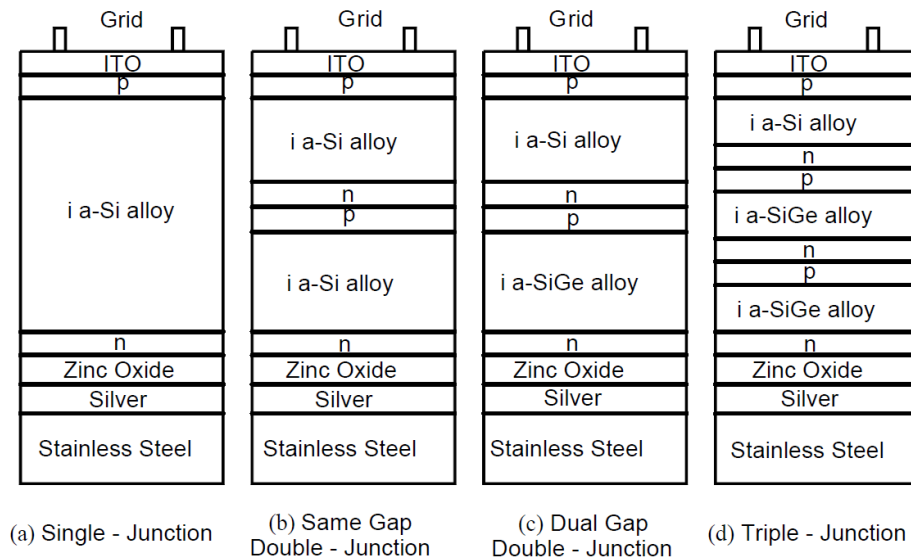 Grid
ITO
p
i a-Si alloy
n
Zinc Oxide
Silver
Stainless Steel
(a) Single - Junction
Grid
ITO
p
i a-Si alloy
n
p
i a-Si alloy
n
Zinc Oxide
Silver
Stainless Steel
(b) Same Gap
Double - Junction
Grid
ITO
p
i a-Si alloy
n
p
i a-SiGe alloy
n
Zinc Oxide
Silver
Stainless Steel
(c) Dual Gap
Double - Junction
Grid
ITO
p
i a-Si alloy
n
p
i a-SiGe alloy
n
p
i a-SiGe alloy
n
Zinc Oxide
Silver
Stainless Steel
(d) Triple - Junction